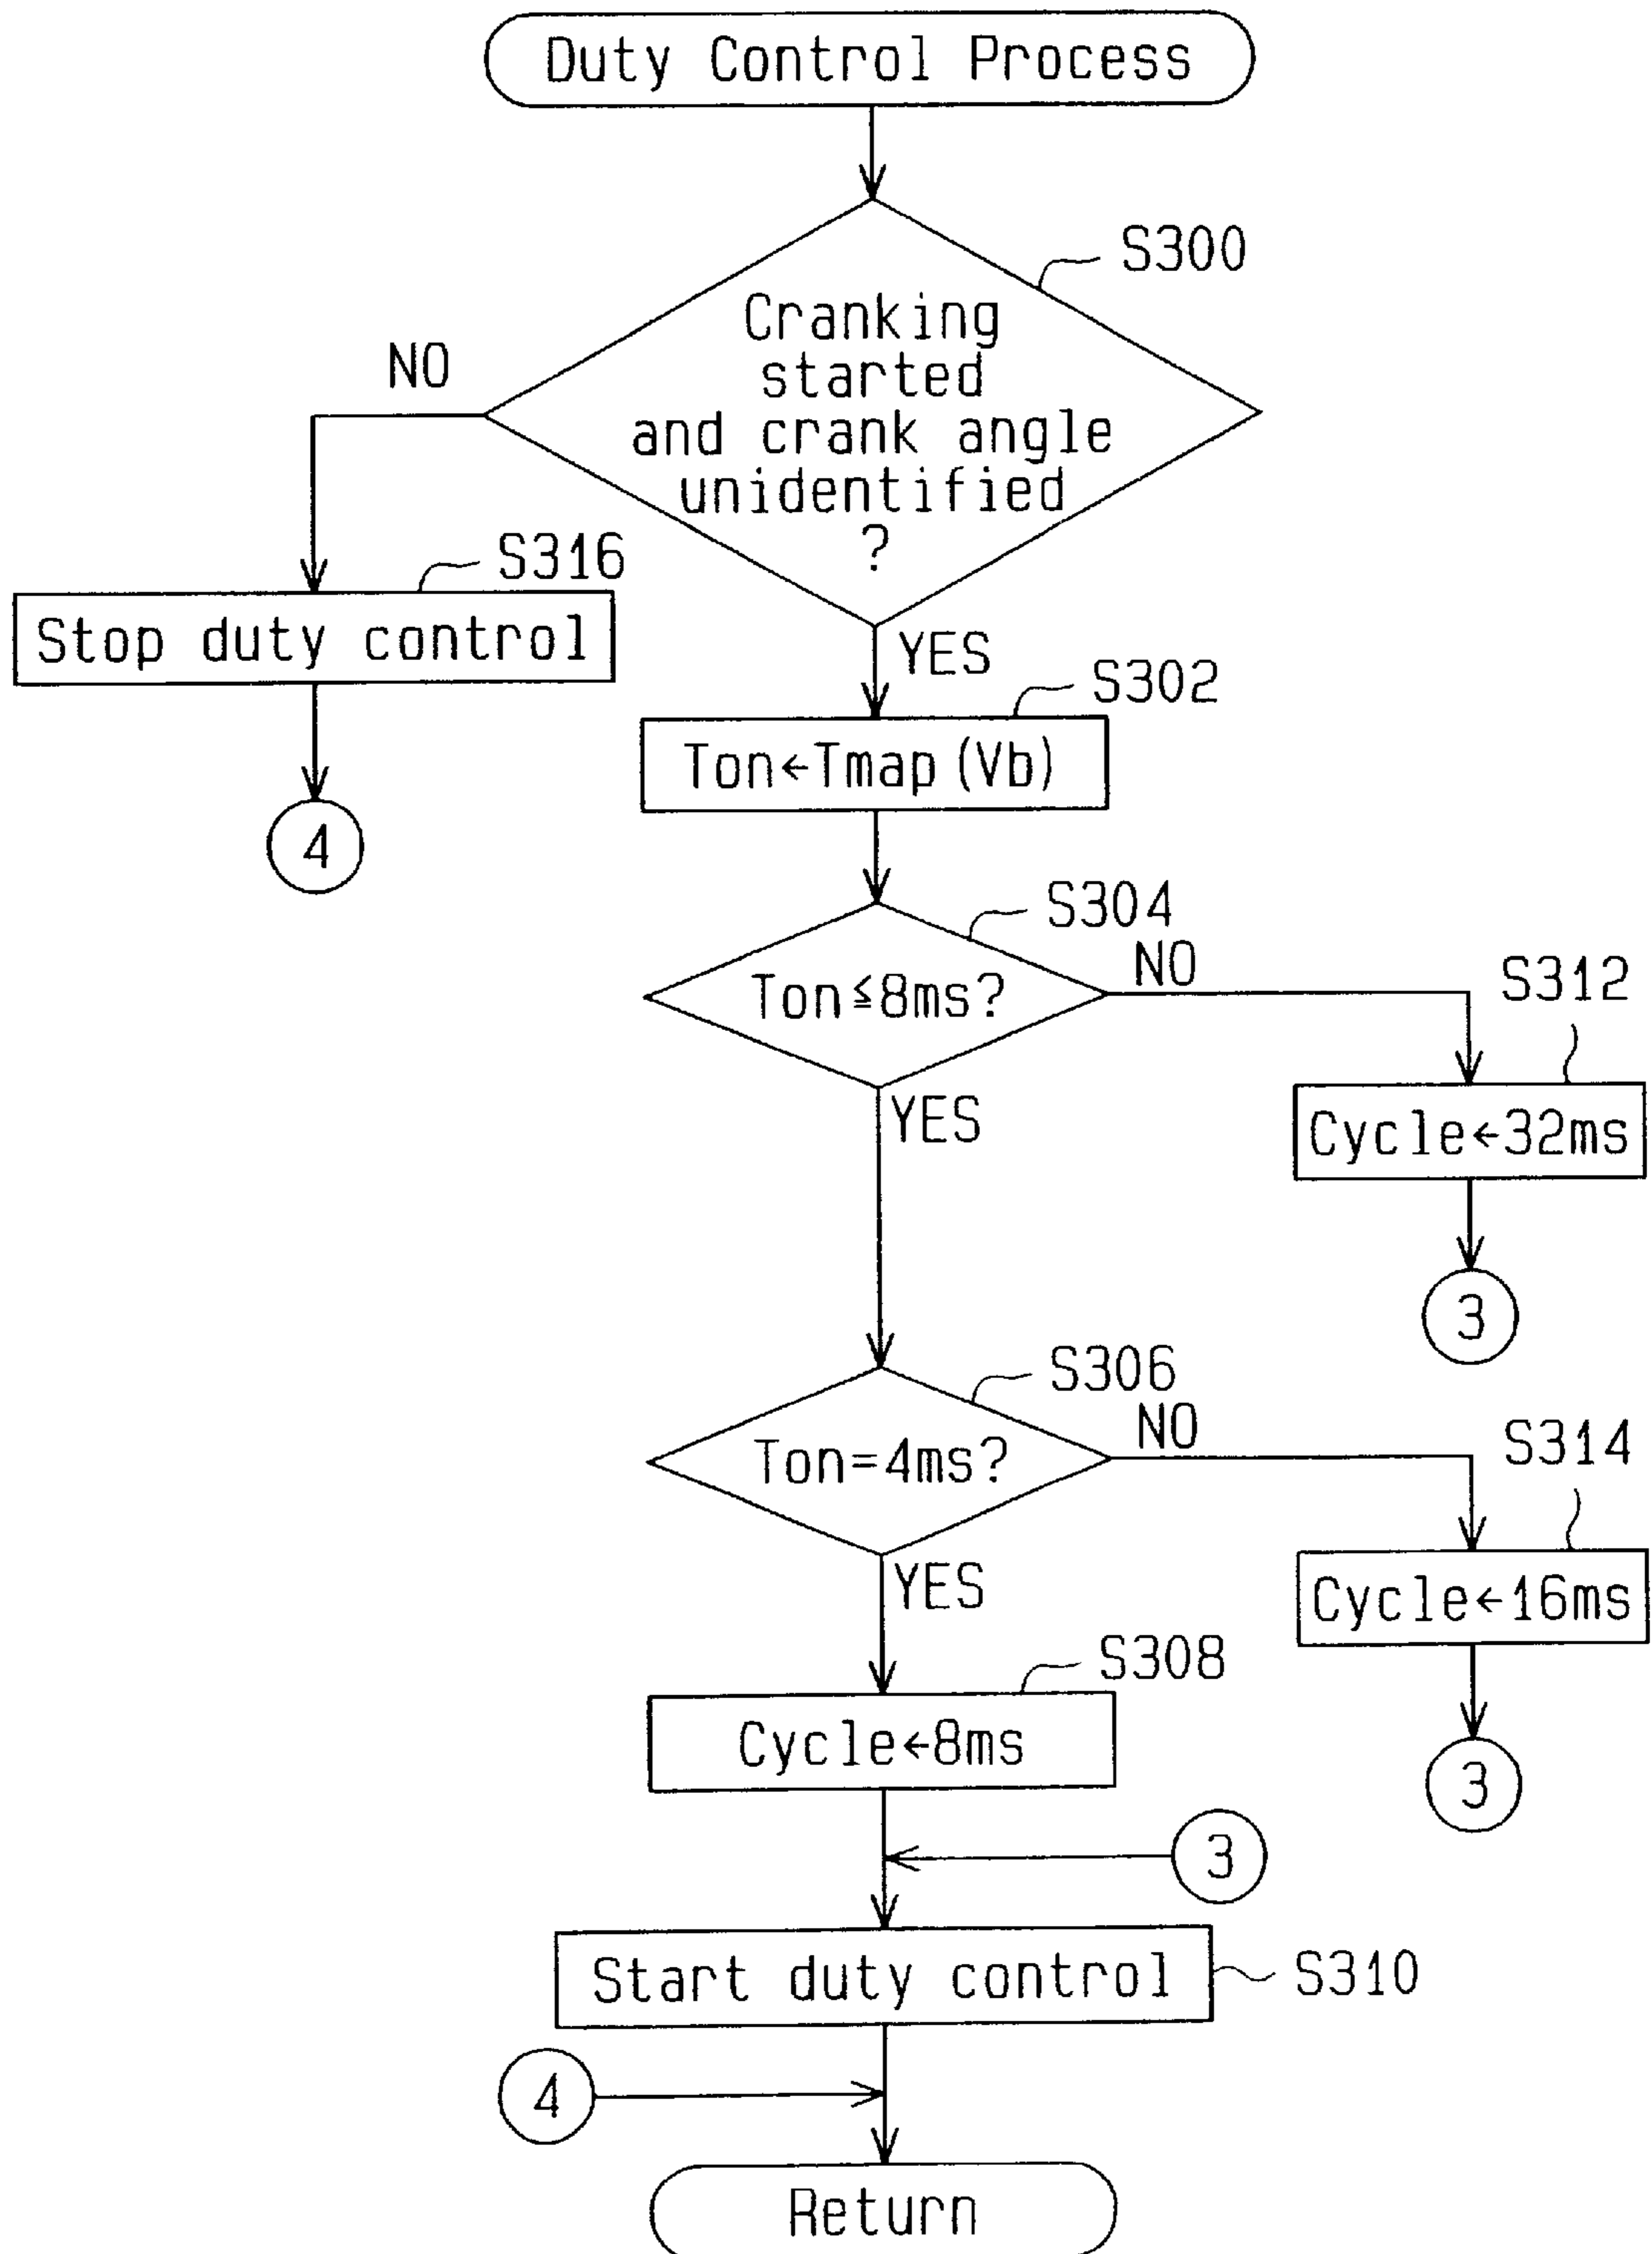 Duty Control Process
S300
Cranking
started
and crank angle
unidentified
?
NO
S316
Stop duty control
4
YES
S302
Ton←Tmap(Vb)
S304
Ton≦8ms?
NO
S312
Cycle←32ms
3
YES
S306
Ton=4ms?
NO
S314
Cycle←16ms
3
YES
S308
Cycle←8ms
3
Start duty control
S310
4
Return